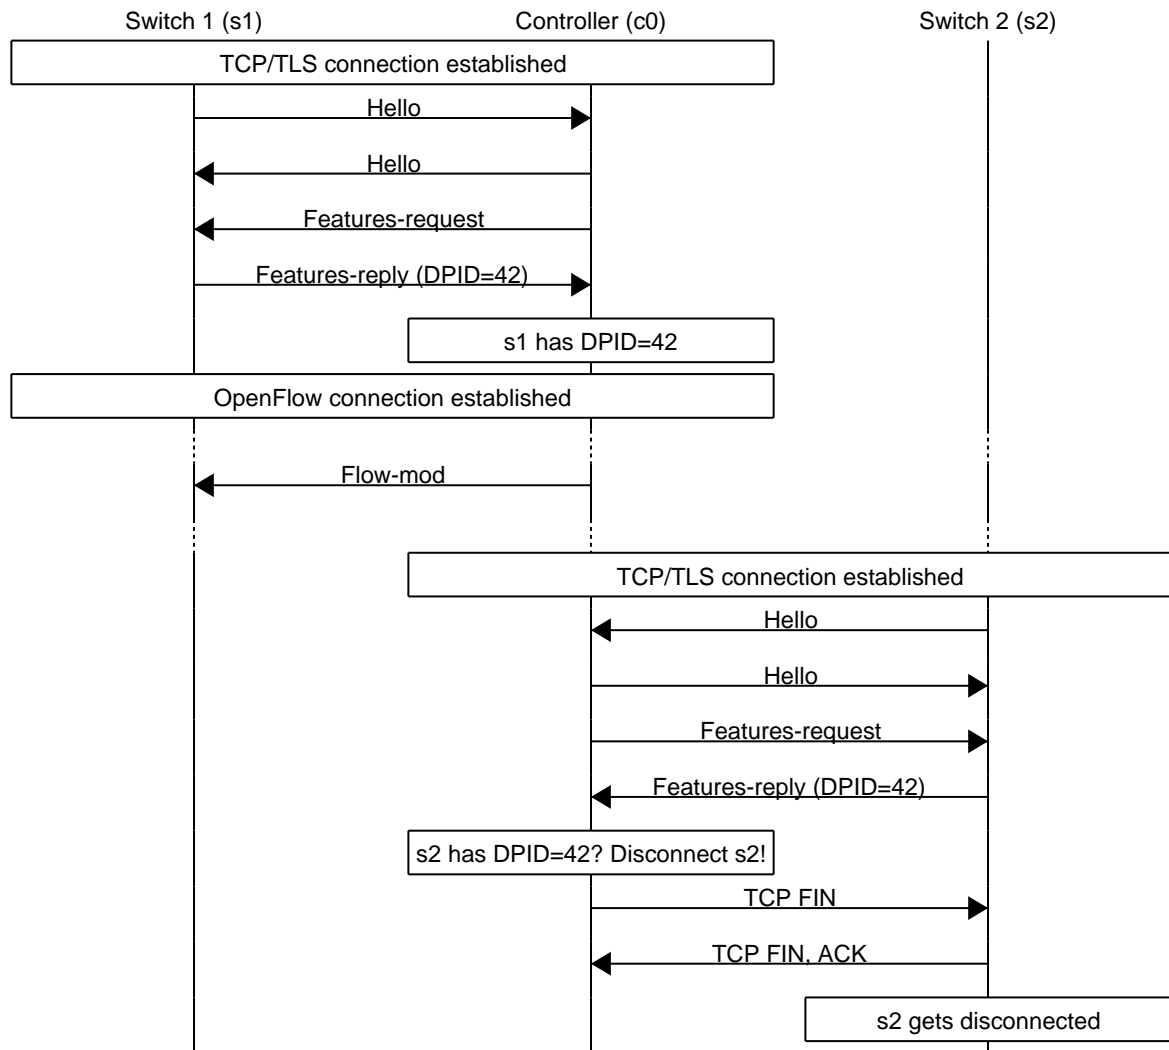 Switch 1 (s1) Controller (c0) Switch 2 (s2)
TCP/TLS connection established
Hello
Hello
Features-request
Features-reply (DPID=42)
s1 has DPID=42
OpenFlow connection established
Flow-mod
TCP/TLS connection established
Hello
Hello
Features-request
Features-reply (DPID=42)
s2 has DPID=42? Disconnect s2!
TCP FIN
TCP FIN, ACK
s2 gets disconnected